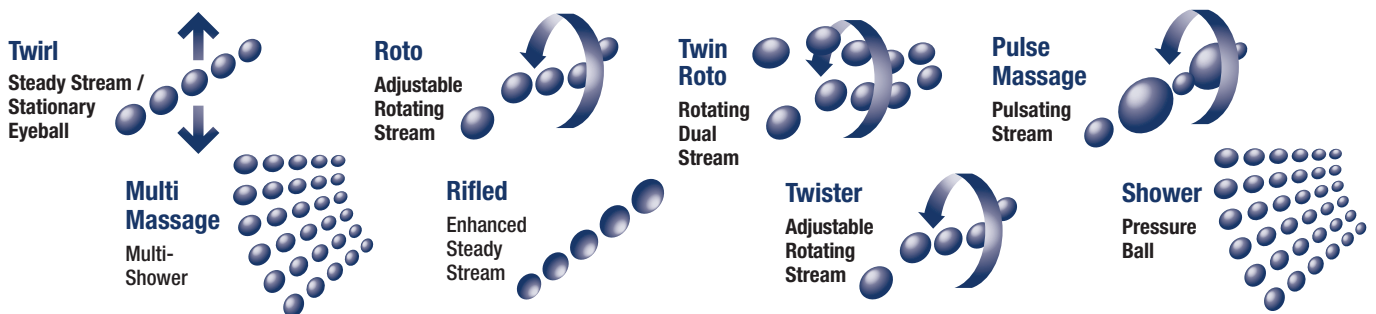 Twirl
Steady Stream /
Stationary
Eyeball
Roto
Adjustable
Rotating
Stream
Twin
Roto
Rotating
Dual
Stream
Pulse
Massage
Pulsating
Stream
Multi
Massage
Multi-
Shower
Rifled
Enhanced
Steady
Stream
Twister
Adjustable
Rotating
Stream
Shower
Pressure
Ball